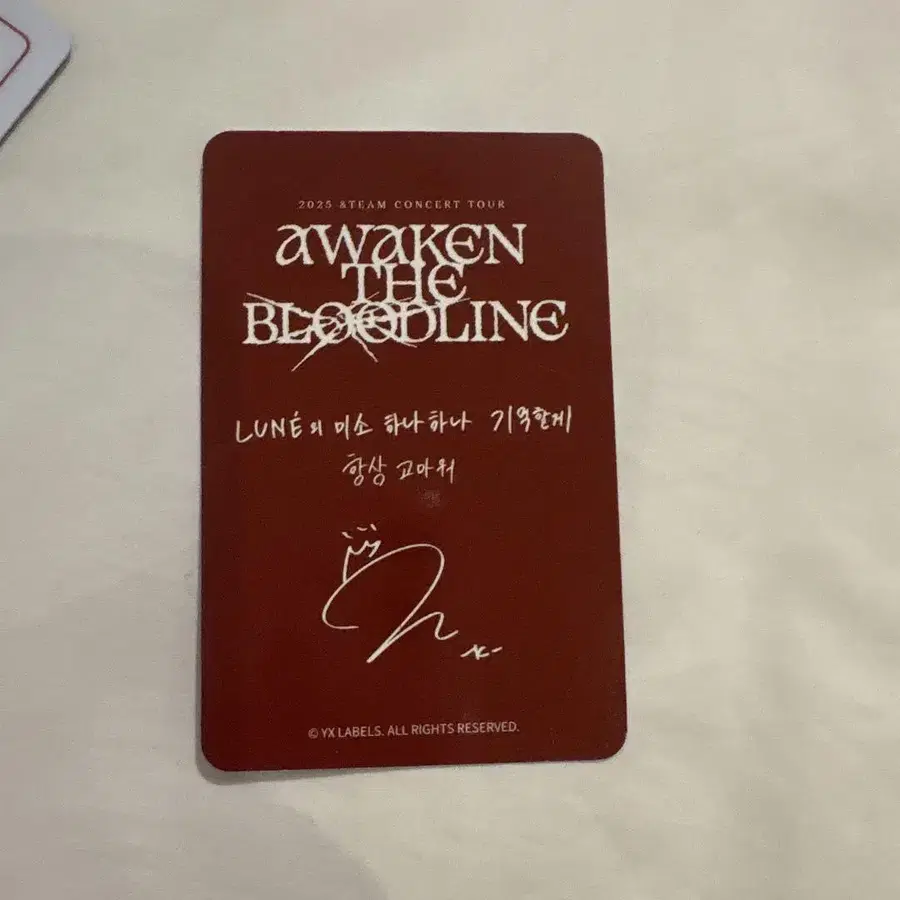 2025 &TEAM CONCERT TOUR
AWAKEN
THE
BLOODLINE
LUNÉ의 미소 하나하나 기억할게
항상 고마워
© YX LABELS. ALL RIGHTS RESERVED.